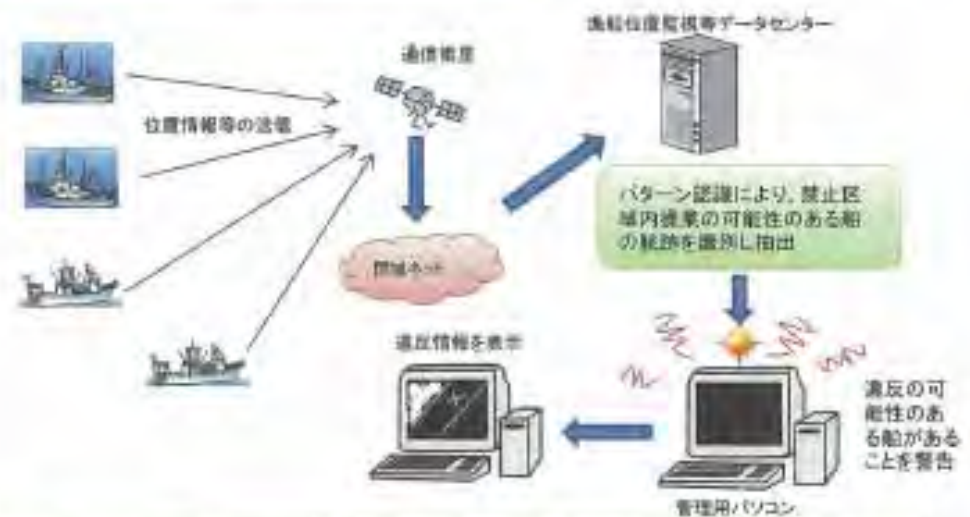 漁船位置監視等データセンター
通信衛星
位置情報等の送信
パターン認識により、禁止区
域内操業の可能性のある船
の航跡を識別し抽出
閉域ネット
違反情報を表示
違反の可
能性のあ
る船がある
ことを警告
管理用パソコン